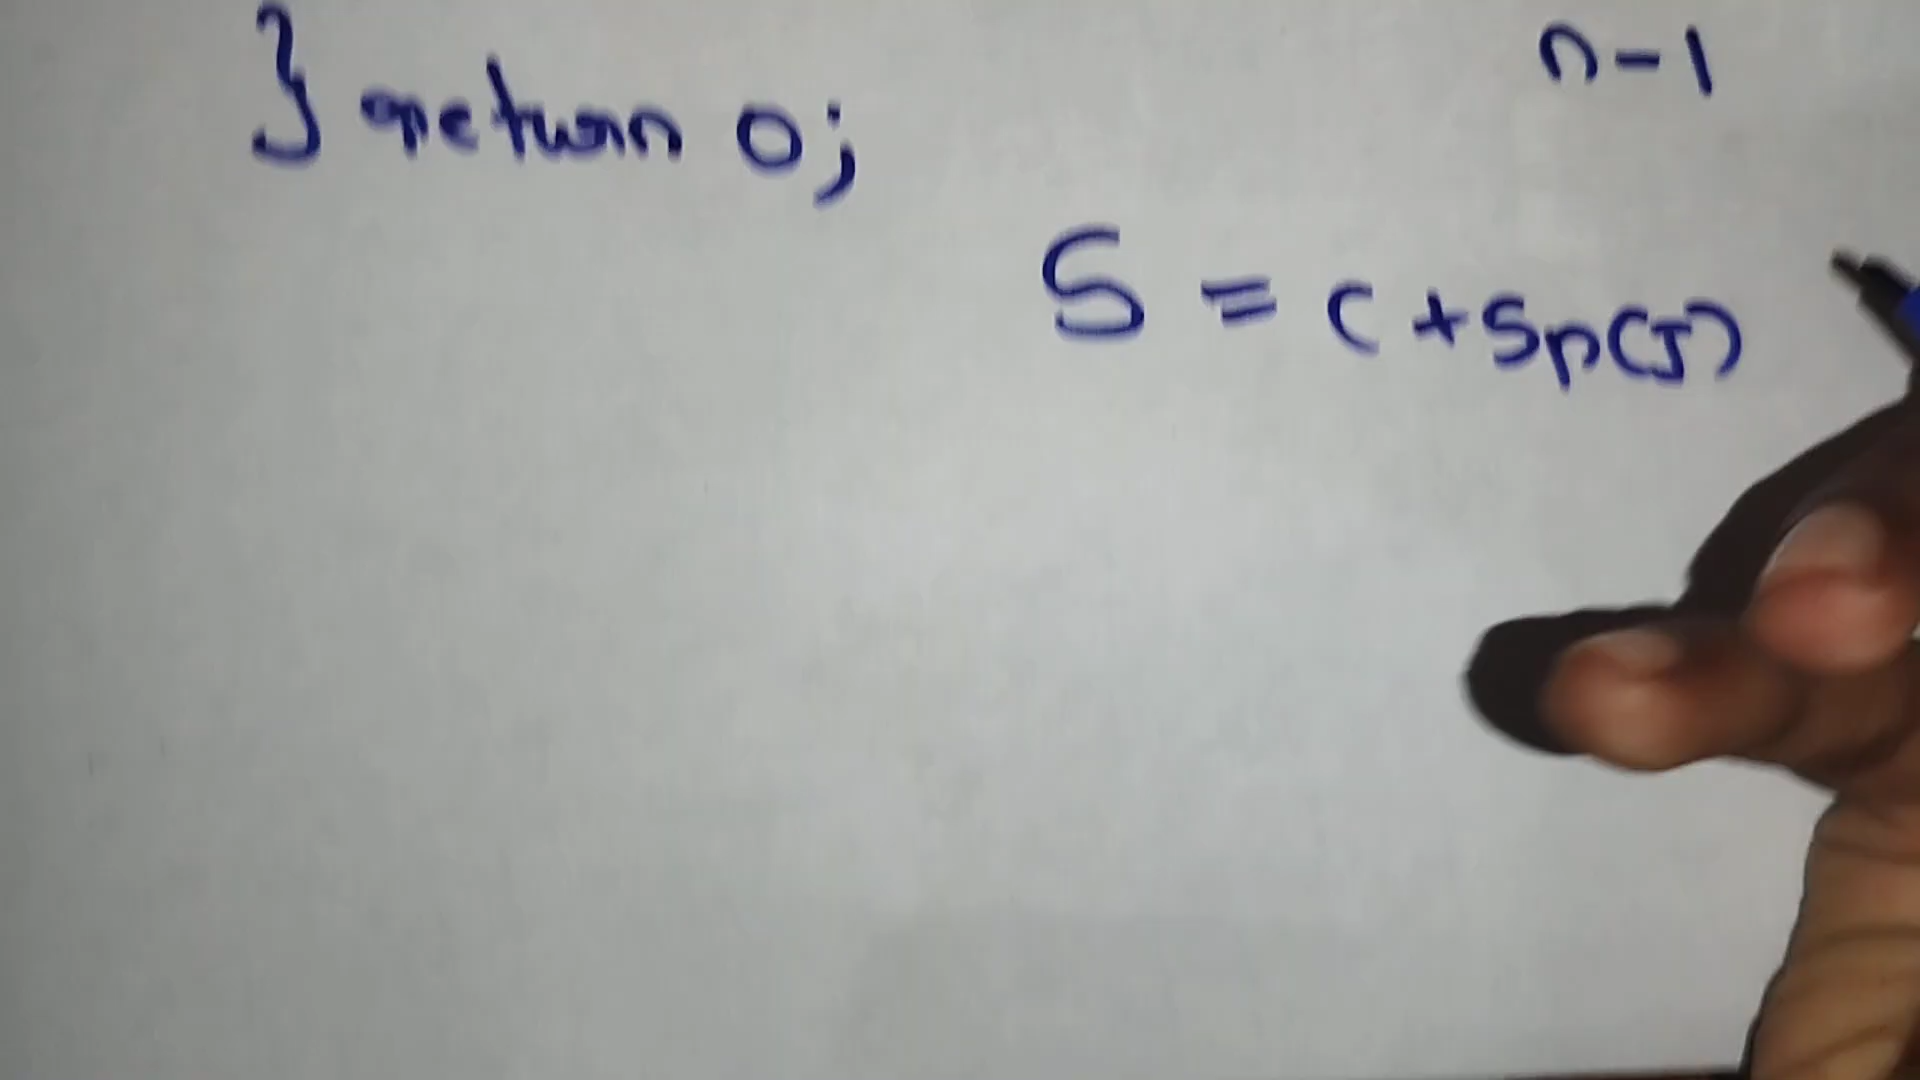 } return 0;
n-1
S = C + Sp(I)